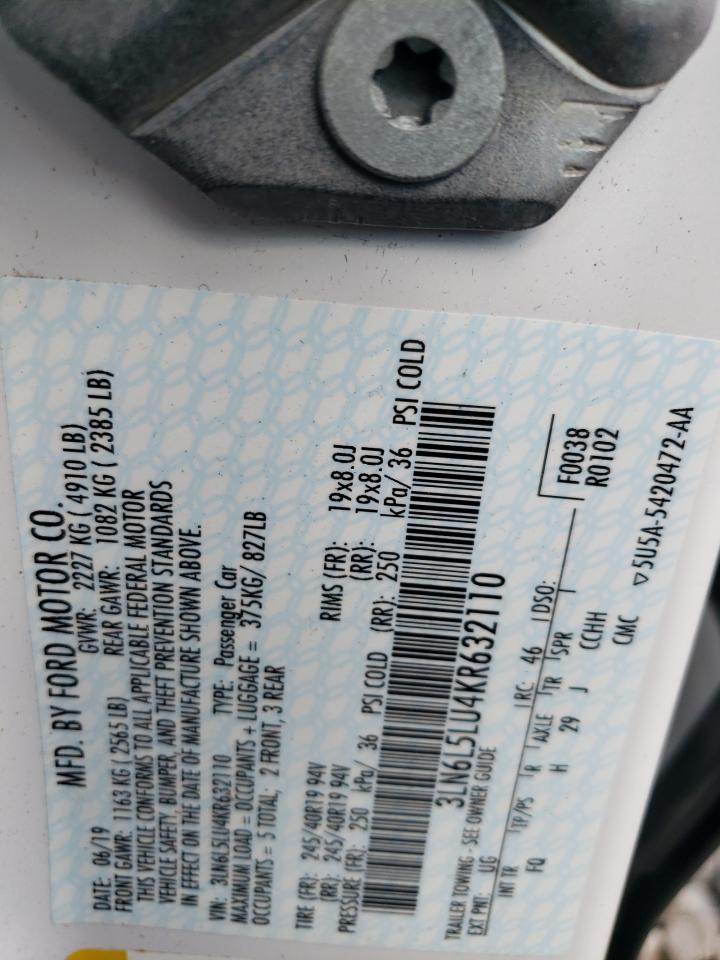 MFD. BY FORD MOTOR CO.
DATE: 06/19 GVWR: 2227 KG ( 4910 LB)
FRONT GAWR: 1163 KG ( 2565 LB) REAR GAWR: 1082 KG ( 2385 LB)
THIS VEHICLE CONFORMS TO ALL APPLICABLE FEDERAL MOTOR
VEHICLE SAFETY, BUMPER, AND THEFT PREVENTION STANDARDS
IN EFFECT ON THE DATE OF MANUFACTURE SHOWN ABOVE.
VIN: 3LN6L5LU4KR632110 TYPE: Passenger Car
MAXIMUM LOAD = OCCUPANTS + LUGGAGE = 375KG/ 827LB
OCCUPANTS = 5 TOTAL; 2 FRONT, 3 REAR
TIRE (FR): 245/40R19 94V RIMS (FR): 19x8.0J
(RR): 245/40R19 94V (RR): 19x8.0J
PRESSURE (FR): 250 kPa/ 36 PSI COLD (RR): 250 kPa/ 36 PSI COLD
3LN6L5LU4KR632110
TRAILER TOWING - SEE OWNER GUIDE
EXT PNT: UG RC: 46 DSO: F0038
R0102
INT TR TP/PS R AXLE TR SPR
FQ H 29 J CCHH
CMC
▽5U5A-5420472-AA